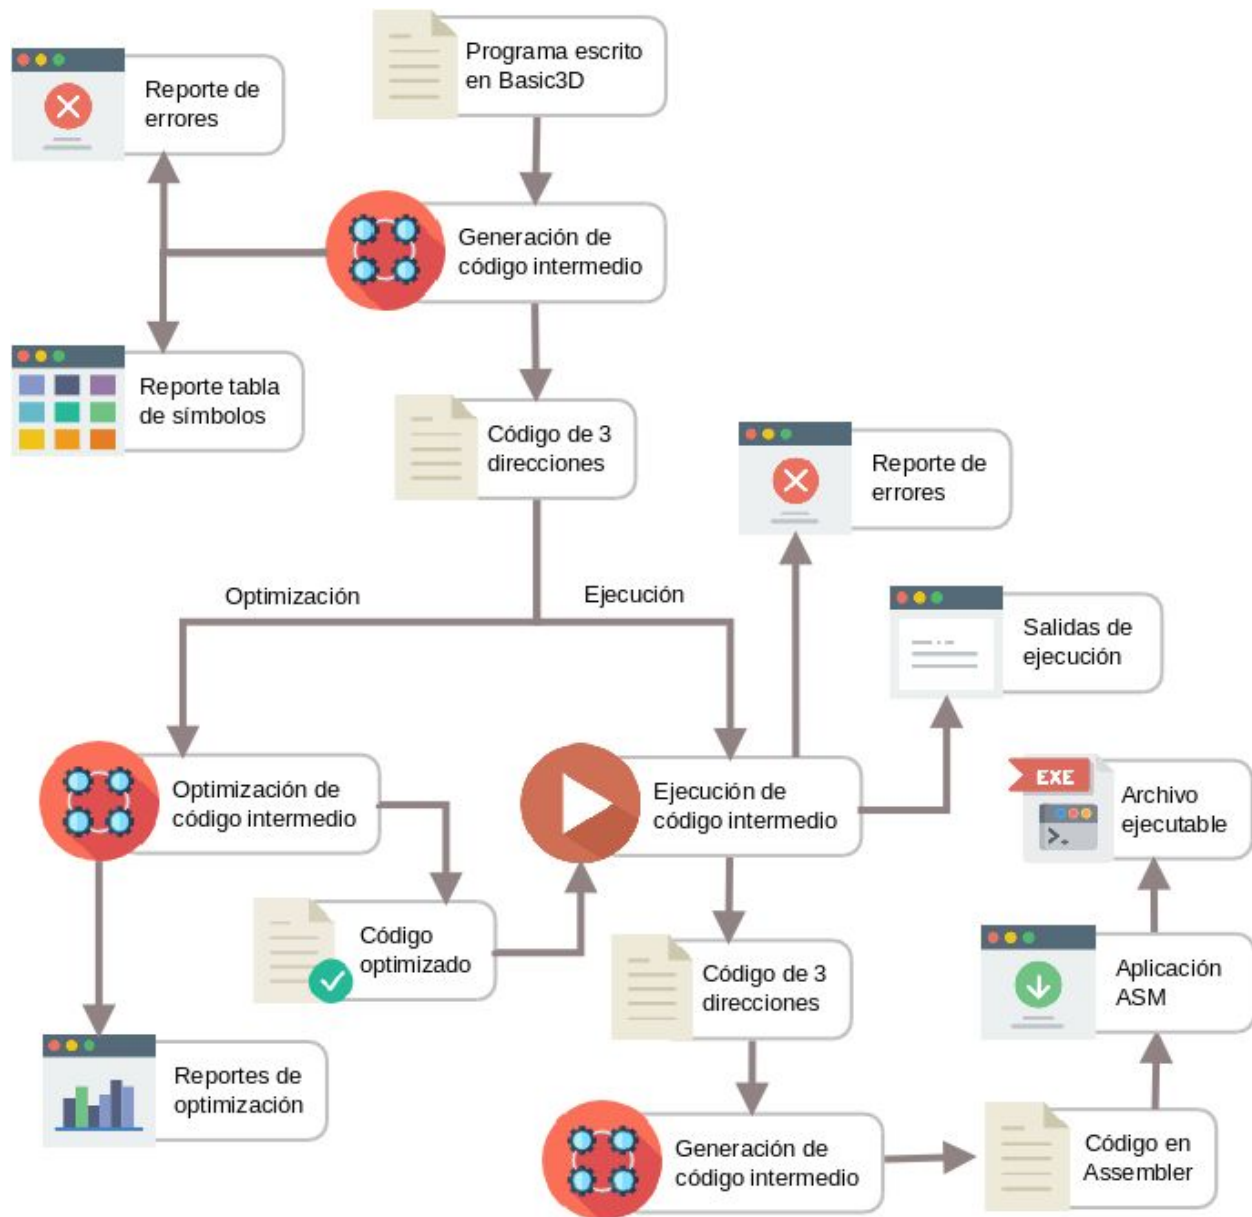 Programa escrito
en Basic3D
Reporte de
errores
Generación de
código intermedio
Reporte tabla
de símbolos
Código de 3
direcciones
Reporte de
errores
Optimización
Ejecución
Salidas de
ejecución
Optimización de
código intermedio
Ejecución de
código intermedio
EXE
>.
Archivo
ejecutable
Código
optimizado
Código de 3
direcciones
Aplicación
ASM
Reportes de
optimización
Generación de
código intermedio
Código en
Assembler